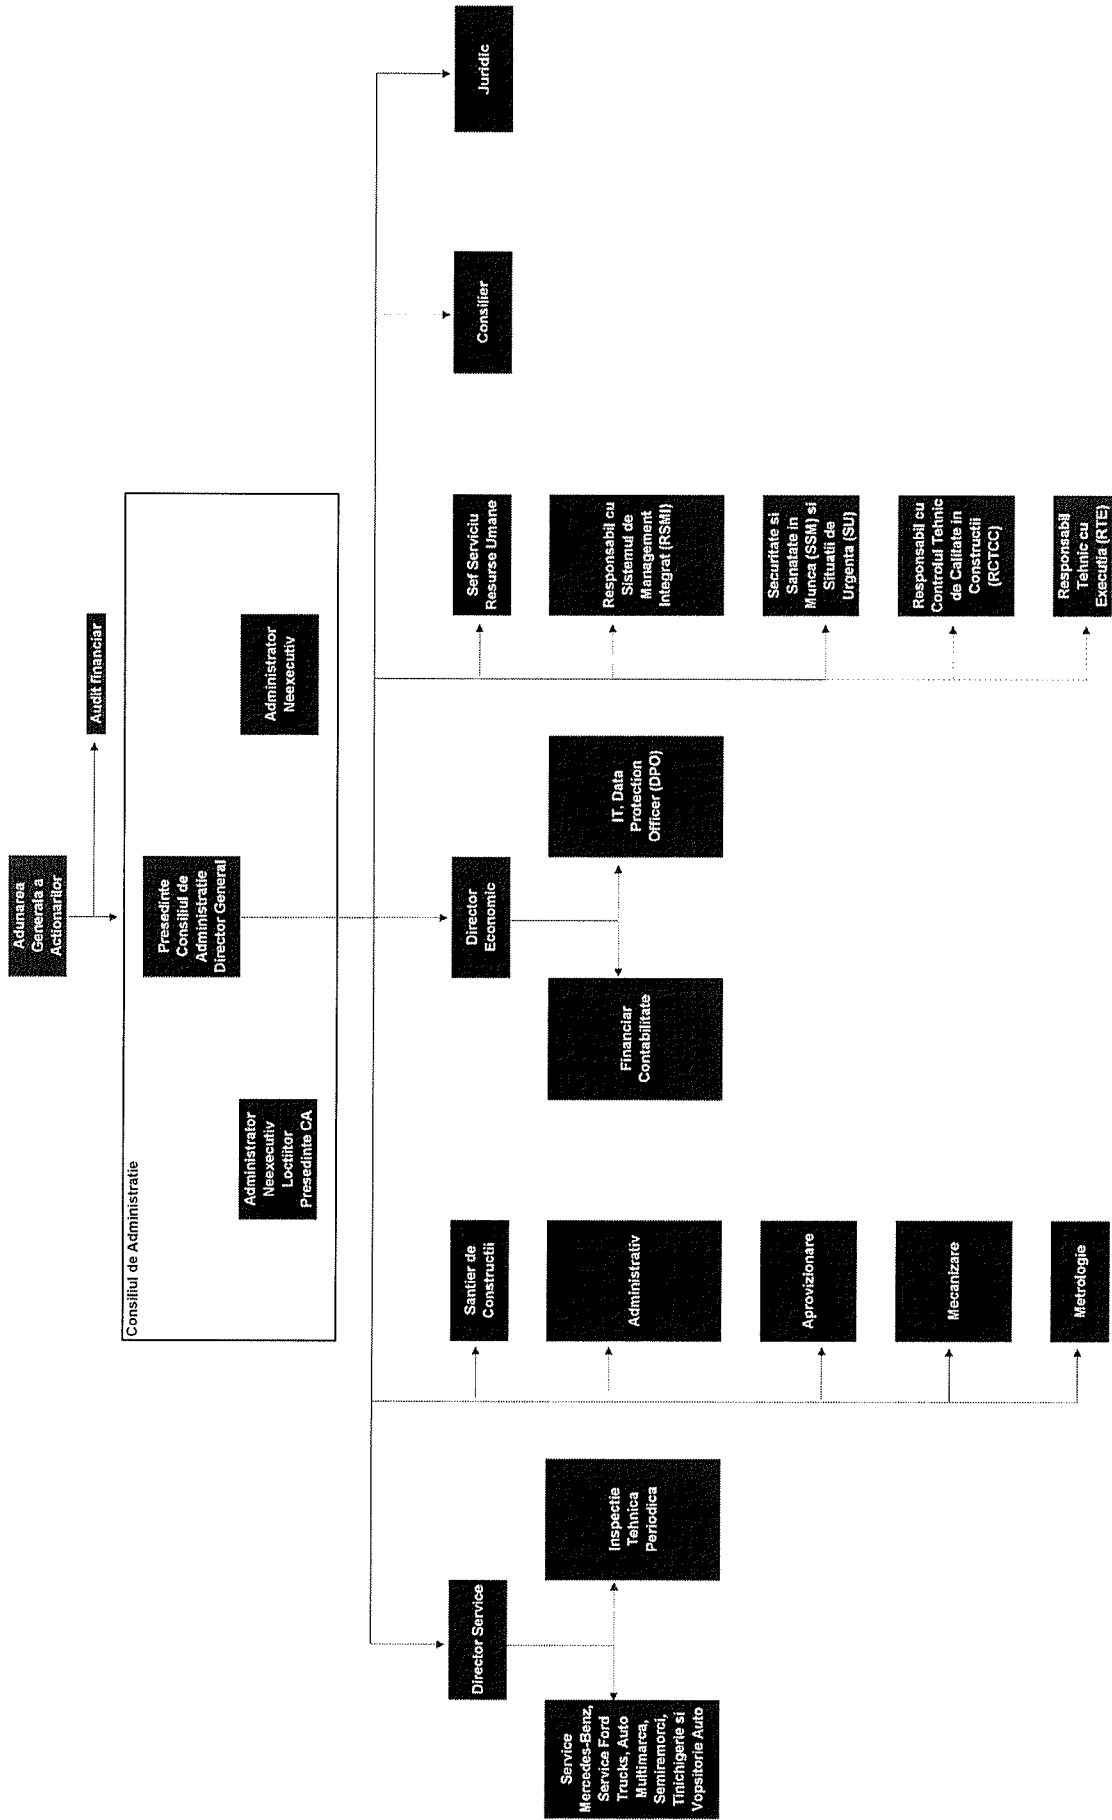 Adunarea
Generala a
Actionarilor
Audit financiar
Consiliul de Administratie
Presedinte
Consiliul de
Administratie
Director General
Administrator
Neexecutiv
Loctiitor
Presedinte CA
Administrator
Neexecutiv
Director Service
Service
Mercedes-Benz,
Service Ford
Trucks, Auto
Multimarca,
Semiremorci,
Tinichigerie si
Vopsitorie Auto
Inspectie
Tehnica
Periodica
Santier de
Constructii
Administrativ
Aprovizionare
Mecanizare
Metrologie
Director
Economic
Financiar
Contabilitate
IT, Data
Protection
Officer (DPO)
Sef Serviciu
Resurse Umane
Responsabil cu
Sistemul de
Management
Integrat (RSMI)
Securitate si
Sanatate in
Munca (SSM) si
Situatii de
Urgenta (SU)
Responsabil cu
Controlul Tehnic
de Calitate in
Constructii
(RCTCC)
Responsabil
Tehnic cu
Executia (RTE)
Consilier
Juridic